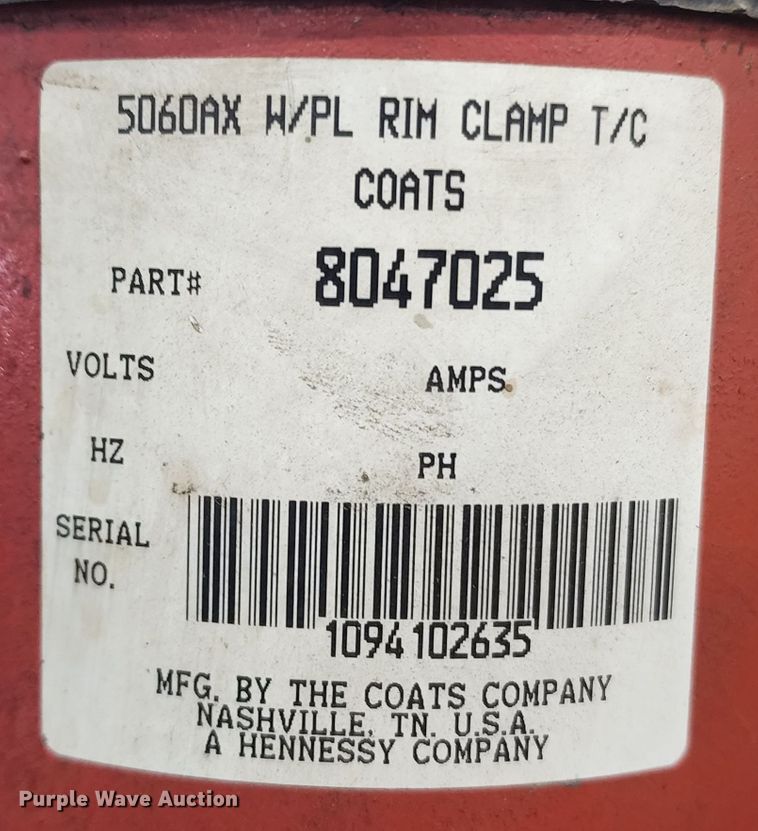 5060AX W/PL RIM CLAMP T/C
COATS
PART# 8047025
VOLTS AMPS
HZ PH
SERIAL
NO.
1094102635
MFG. BY THE COATS COMPANY
NASHVILLE, TN. U.S.A.
A HENNESSY COMPANY
Purple Wave Auction